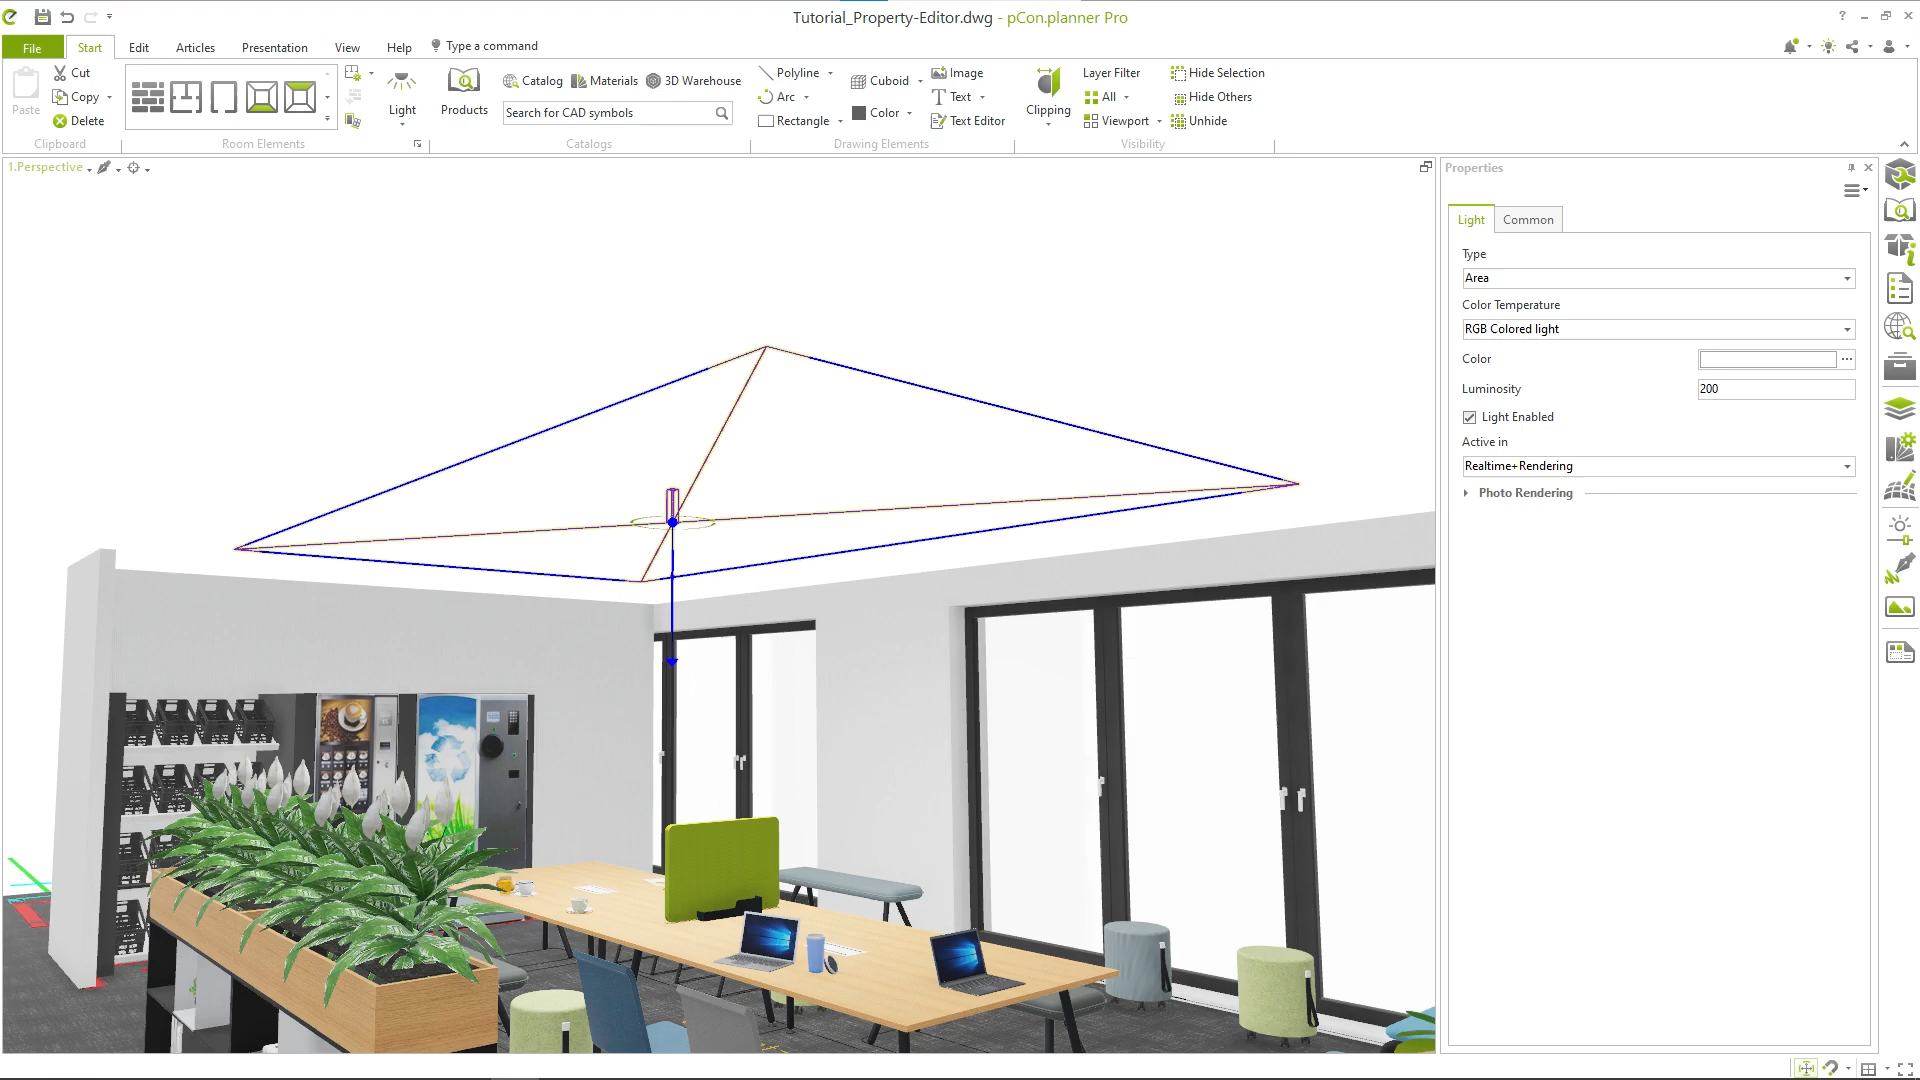 Tutorial_Property-Editor.dwg - pCon.planner Pro
?
File Start Edit Articles Presentation View Help Type a command
Paste
Cut
Copy
Delete
Clipboard
Room Elements
Light
Products
Catalog Materials 3D Warehouse
Search for CAD symbols
Catalogs
Polyline
Arc
Rectangle
Cuboid
Color
Image
Text
Text Editor
Drawing Elements
Clipping
Layer Filter
All
Viewport
Hide Selection
Hide Others
Unhide
Visibility
1.Perspective
Properties
Light Common
Type
Area
Color Temperature
RGB Colored light
Color ...
Luminosity 200
Light Enabled
Active in
Realtime+Rendering
Photo Rendering